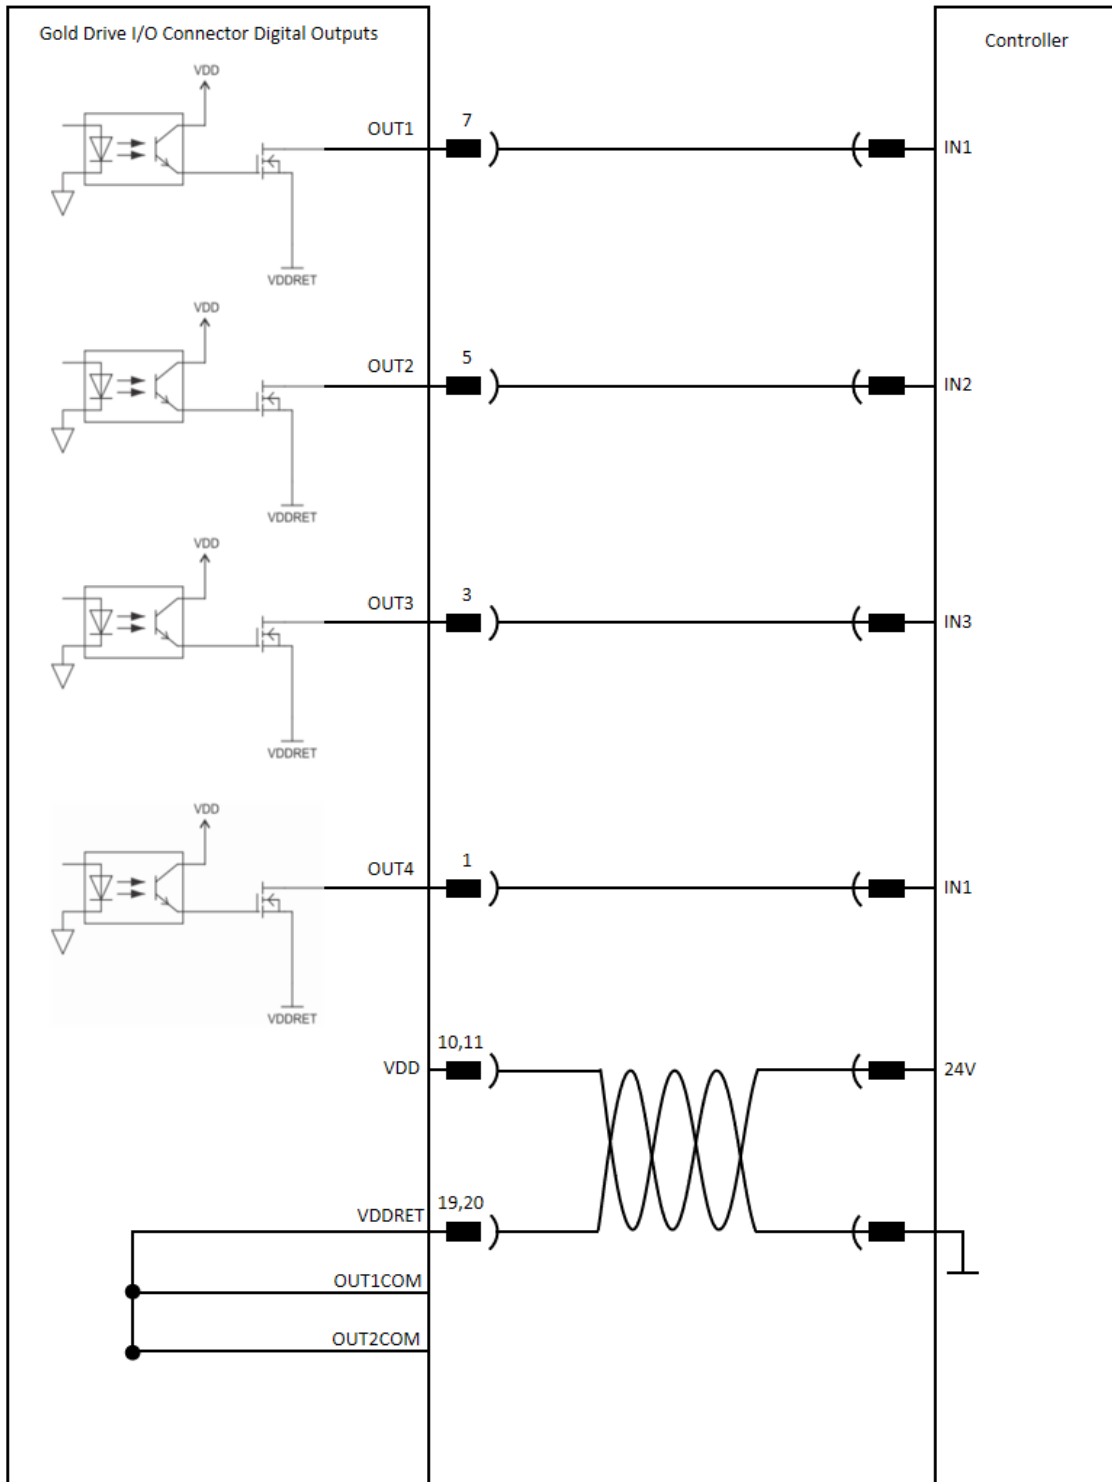 Gold Drive I/O Connector Digital Outputs
Controller
VDD
OUT1
7
IN1
VDDRET
VDD
OUT2
5
IN2
VDDRET
VDD
OUT3
3
IN3
VDDRET
VDD
OUT4
1
IN1
VDDRET
VDD
10,11
24V
VDDRET
19,20
OUT1COM
OUT2COM